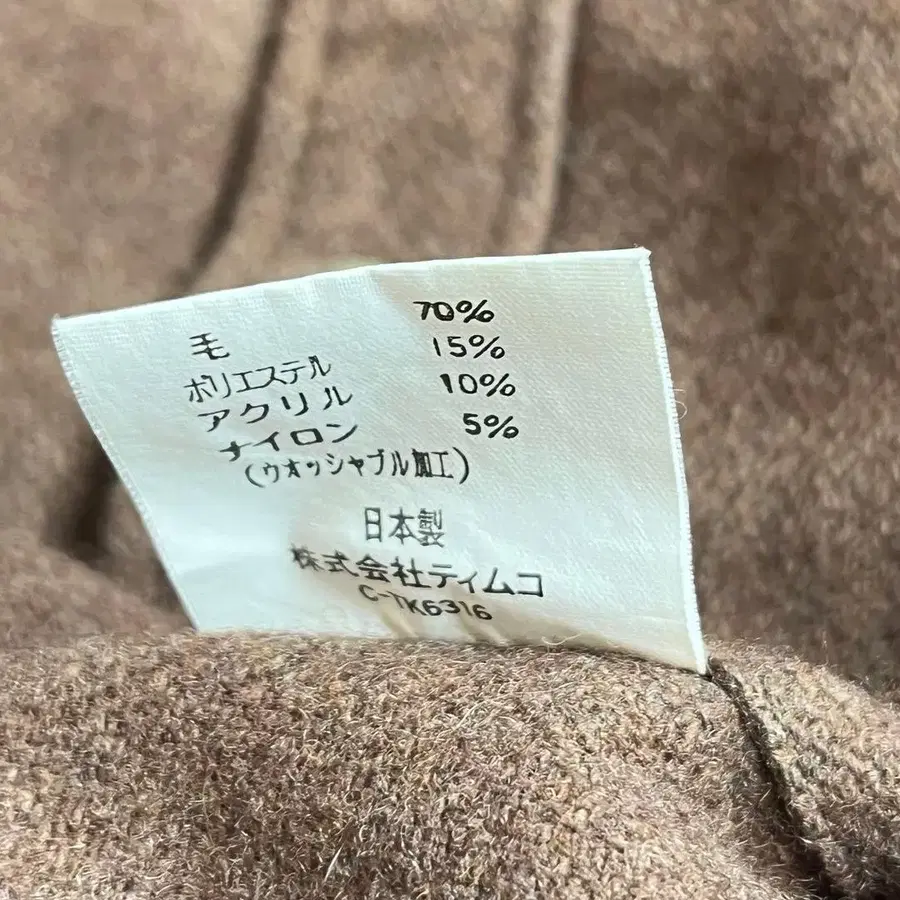 毛 70%
ポリエステル 15%
アクリル 10%
ナイロン 5%
(ウオッシャブル加工)
日本製
株式会社ティムコ
C-TK6316